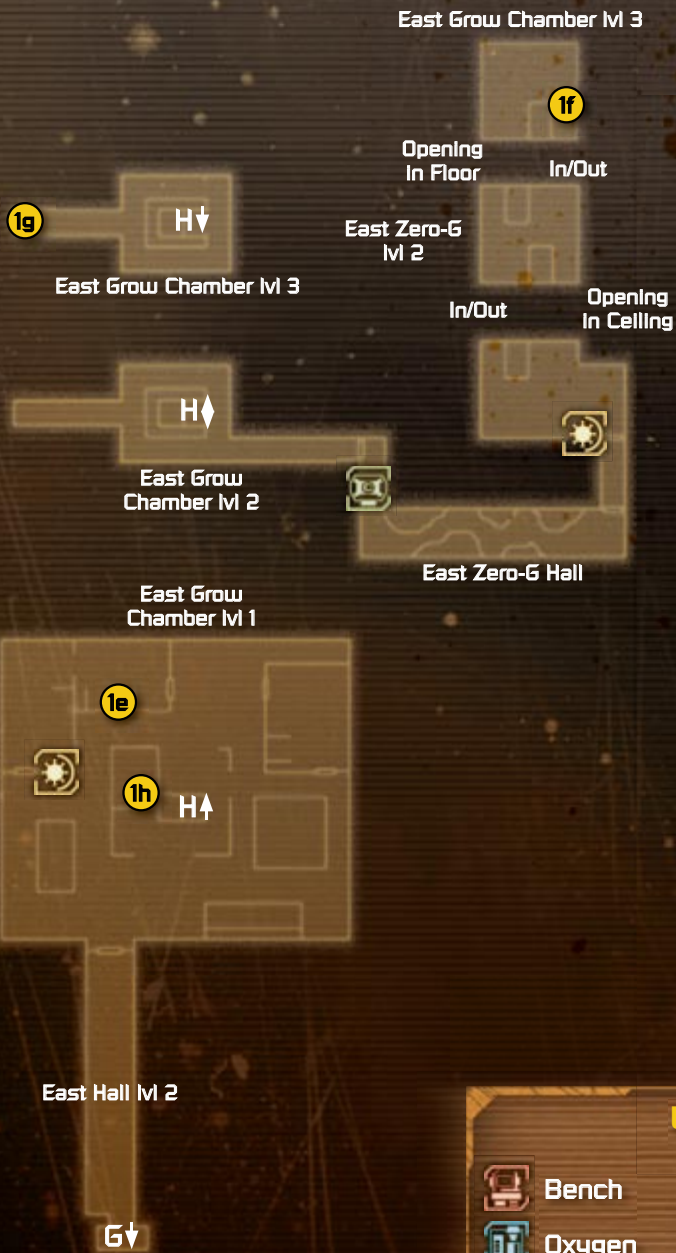 East Grow Chamber lvl 3
1f
Opening
In Floor
In/Out
1g
H
East Zero-G
lvl 2
East Grow Chamber lvl 3
In/Out
Opening
in Ceiling
H
East Grow
Chamber lvl 2
East Zero-G Hall
East Grow
Chamber lvl 1
1e
1h
H
East Hall lvl 2
G
Bench
Oxygen